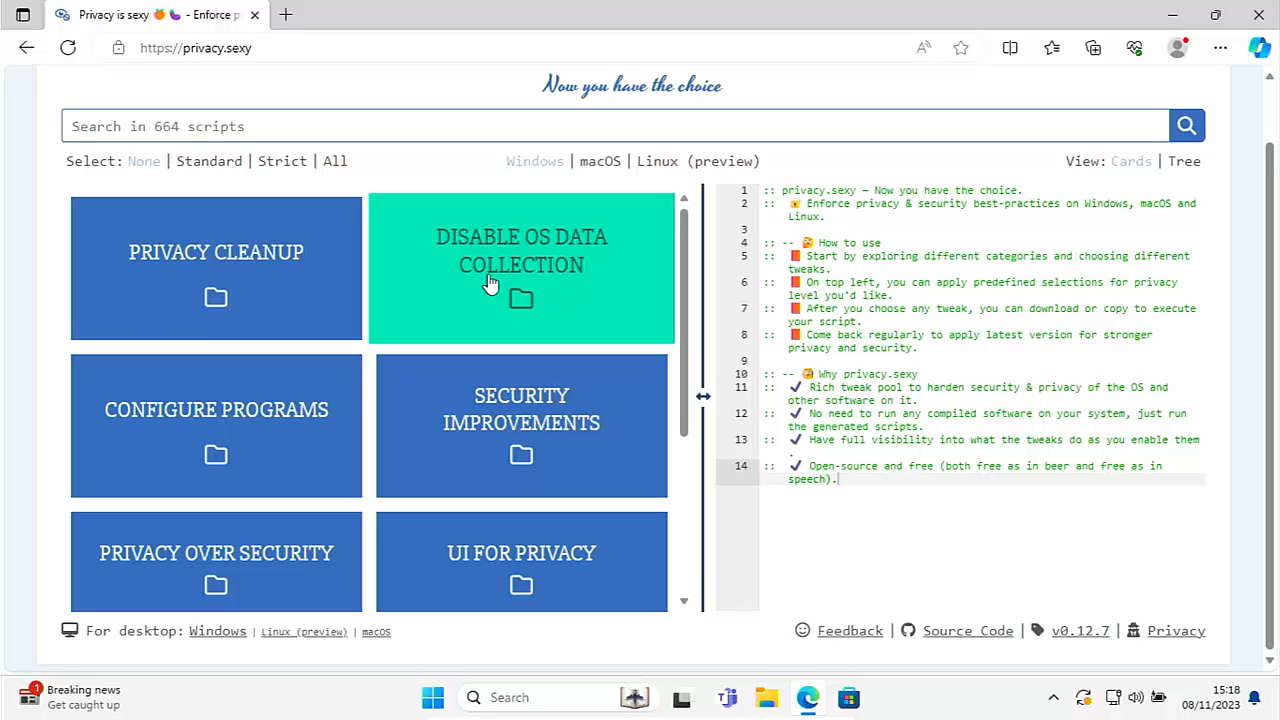 Privacy is sexy 🍑🍆 - Enforce p
https://privacy.sexy
Now you have the choice
Search in 664 scripts
Select: None | Standard | Strict | All
Windows | macOS | Linux (preview)
View: Cards | Tree
PRIVACY CLEANUP
DISABLE OS DATA
COLLECTION
CONFIGURE PROGRAMS
SECURITY
IMPROVEMENTS
PRIVACY OVER SECURITY
UI FOR PRIVACY
1 :: privacy.sexy — Now you have the choice.
2 :: 🔐 Enforce privacy & security best-practices on Windows, macOS and
Linux.
3
4 :: -- 🤔 How to use
5 :: 📙 Start by exploring different categories and choosing different
tweaks.
6 :: 📙 On top left, you can apply predefined selections for privacy
level you'd like.
7 :: 📙 After you choose any tweak, you can download or copy to execute
your script.
8 :: 📙 Come back regularly to apply latest version for stronger
privacy and security.
9
10 :: -- 🧐 Why privacy.sexy
11 :: ✔ Rich tweak pool to harden security & privacy of the OS and
other software on it.
12 :: ✔ No need to run any compiled software on your system, just run
the generated scripts.
13 :: ✔ Have full visibility into what the tweaks do as you enable them
.
14 :: ✔ Open-source and free (both free as in beer and free as in
speech).
For desktop: Windows | Linux (preview) | macOS
Feedback | Source Code | v0.12.7 | Privacy
1
Breaking news
Get caught up
Search
15:18
08/11/2023